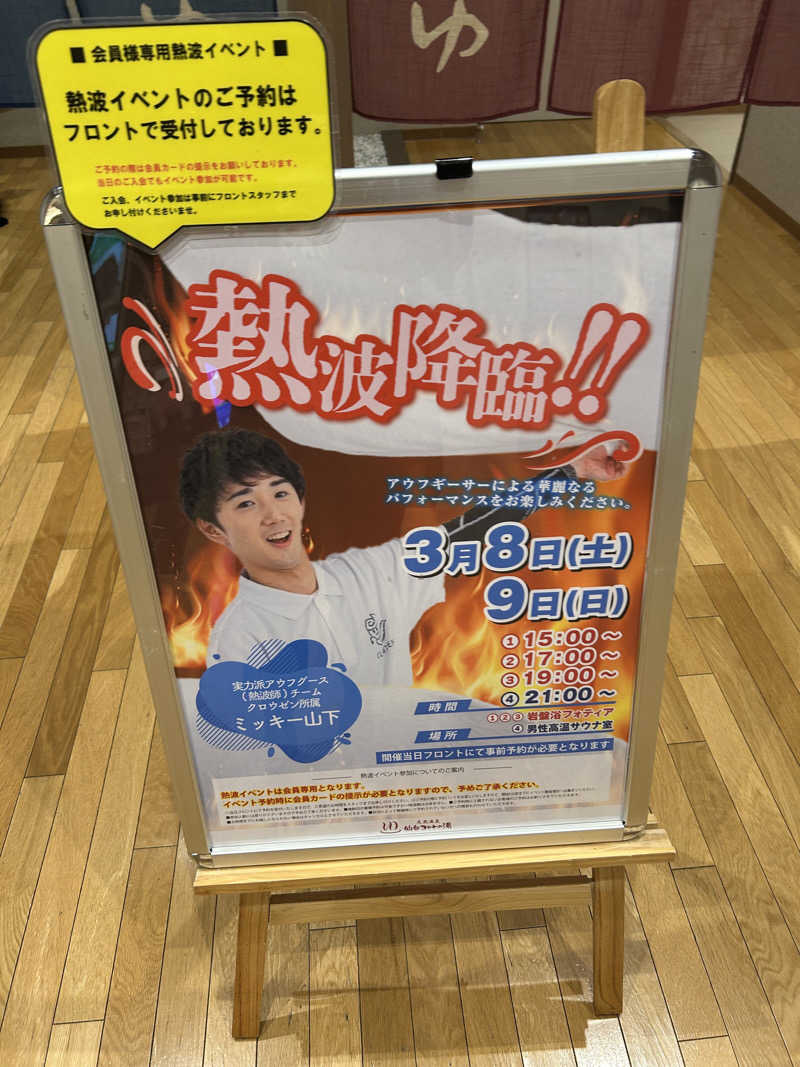 ゆ
■ 会員様専用熱波イベント ■
熱波イベントのご予約は
フロントで受付しております。
ご予約の際は会員カードの提示をお願いしております。
当日のご入会でもイベント参加が可能です。
ご入会、イベント参加は事前にフロントスタッフまで
お申し付けくださいませ。
熱波降臨!!
アウフギーサーによる華麗なる
パフォーマンスをお楽しみください。
3月8日(土)
9日(日)
① 15:00～
② 17:00～
③ 19:00～
④ 21:00～
時間
①②③ 岩盤浴フォティア
④ 男性高温サウナ室
場所
開催当日フロントにて事前予約が必要となります
実力派アウフグース
(熱波師)チーム
クロウゼン所属
ミッキー山下
熱波イベント参加についてのご案内
熱波イベントは会員専用となります。
イベント予約時に会員カードの提示が必要となりますので、予めご了承ください。